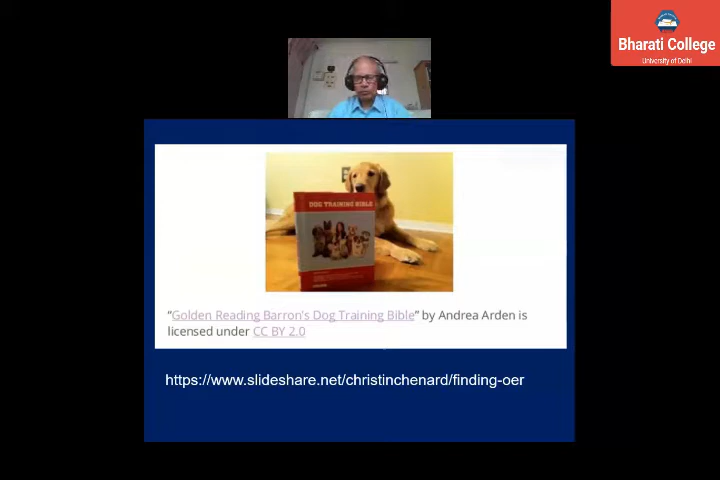 Bharati College
University of Delhi
DOG TRAINING BIBLE
“Golden Reading Barron's Dog Training Bible” by Andrea Arden is
licensed under CC BY 2.0
https://www.slideshare.net/christinchenard/finding-oer